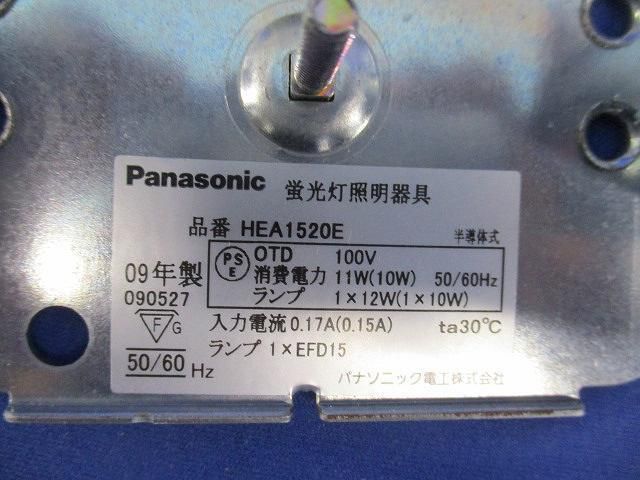 Panasonic 蛍光灯照明器具
品番 HEA1520E 半導体式
PS E OTD 100V
09年製 消費電力 11W(10W) 50/60Hz
090527 ランプ 1×12W(1×10W)
F G 入力電流0.17A(0.15A) ta30℃
50/60 Hz ランプ 1×EFD15
パナソニック電工株式会社